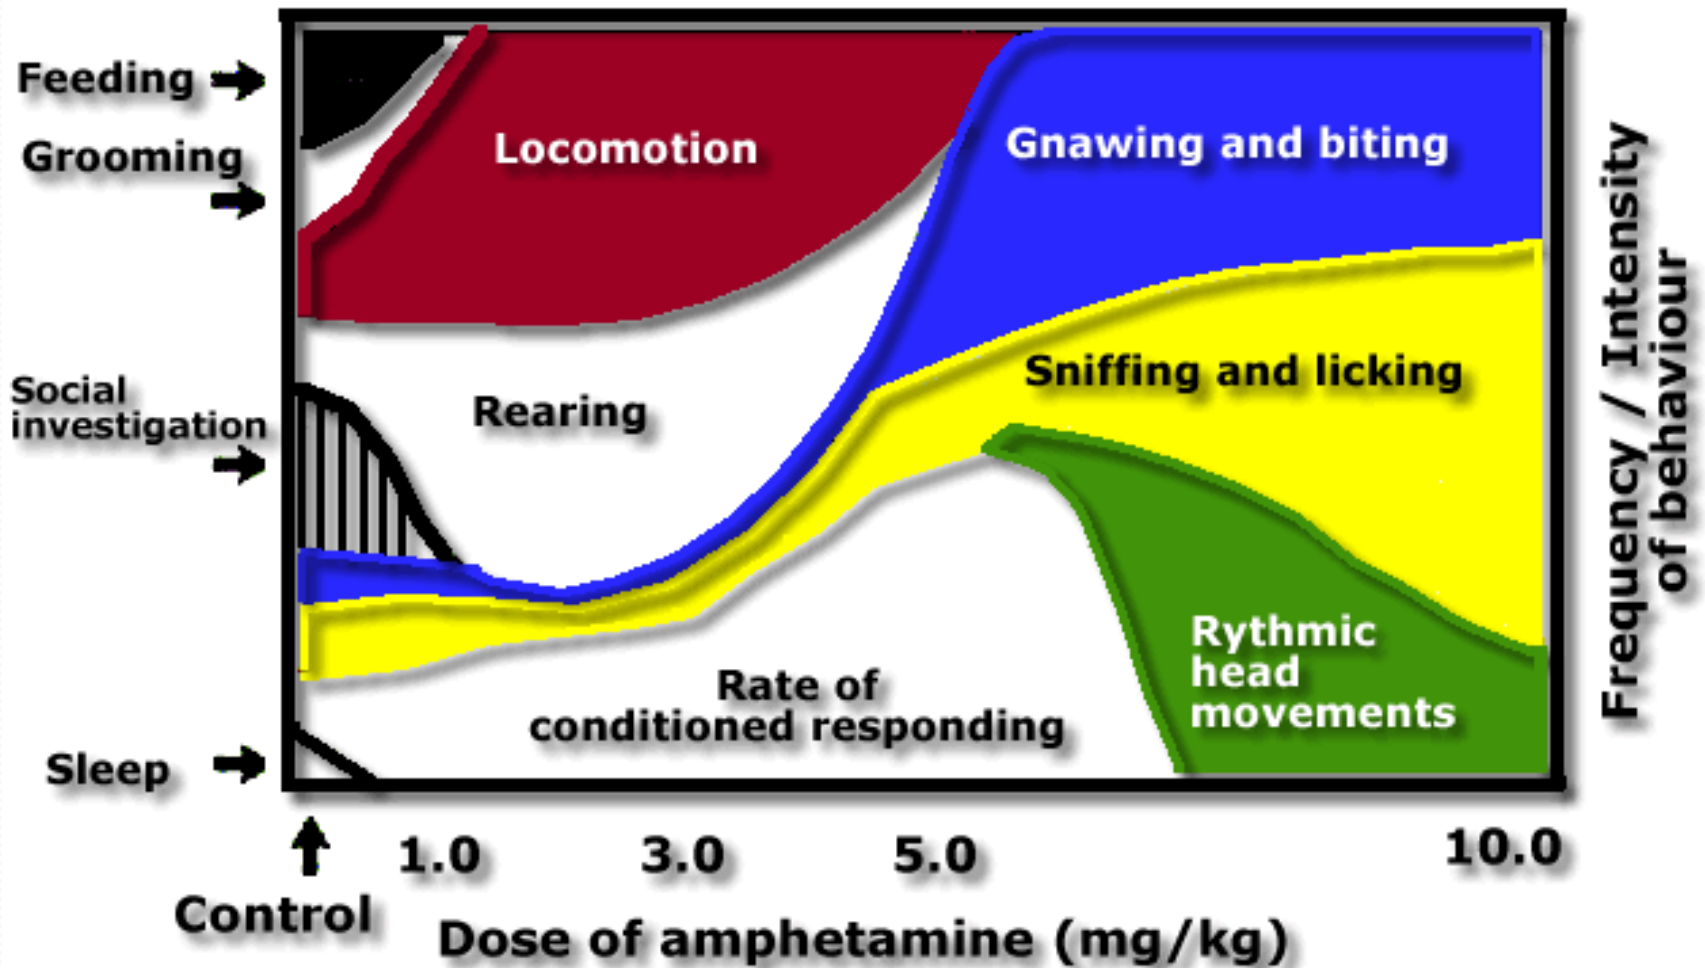 Feeding
Grooming
Social
investigation
Sleep
Locomotion
Gnawing and biting
Rearing
Sniffing and licking
Rate of
conditioned responding
Rythmic
head
movements
Frequency / Intensity
of behaviour
1.0
3.0
5.0
10.0
Control
Dose of amphetamine (mg/kg)